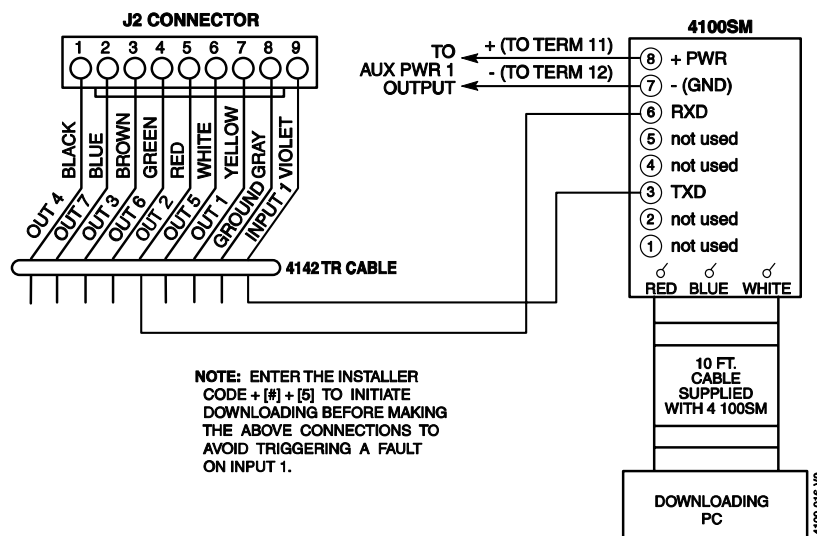 J2 CONNECTOR
1 2 3 4 5 6 7 8 9
BLACK
BLUE
BROWN
GREEN
RED
WHITE
YELLOW
GRAY
VIOLET
OUT 4
OUT 7
OUT 3
OUT 6
OUT 2
OUT 5
OUT 1
GROUND
INPUT 1
4142TR CABLE
TO
AUX PWR 1
OUTPUT
+ (TO TERM 11)
- (TO TERM 12)
4100SM
8 + PWR
7 - (GND)
6 RXD
5 not used
4 not used
3 TXD
2 not used
1 not used
RED BLUE WHITE
10 FT.
CABLE
SUPPLIED
WITH 4 100SM
DOWNLOADING
PC
NOTE: ENTER THE INSTALLER
CODE + [#] + [5] TO INITIATE
DOWNLOADING BEFORE MAKING
THE ABOVE CONNECTIONS TO
AVOID TRIGGERING A FAULT
ON INPUT 1.